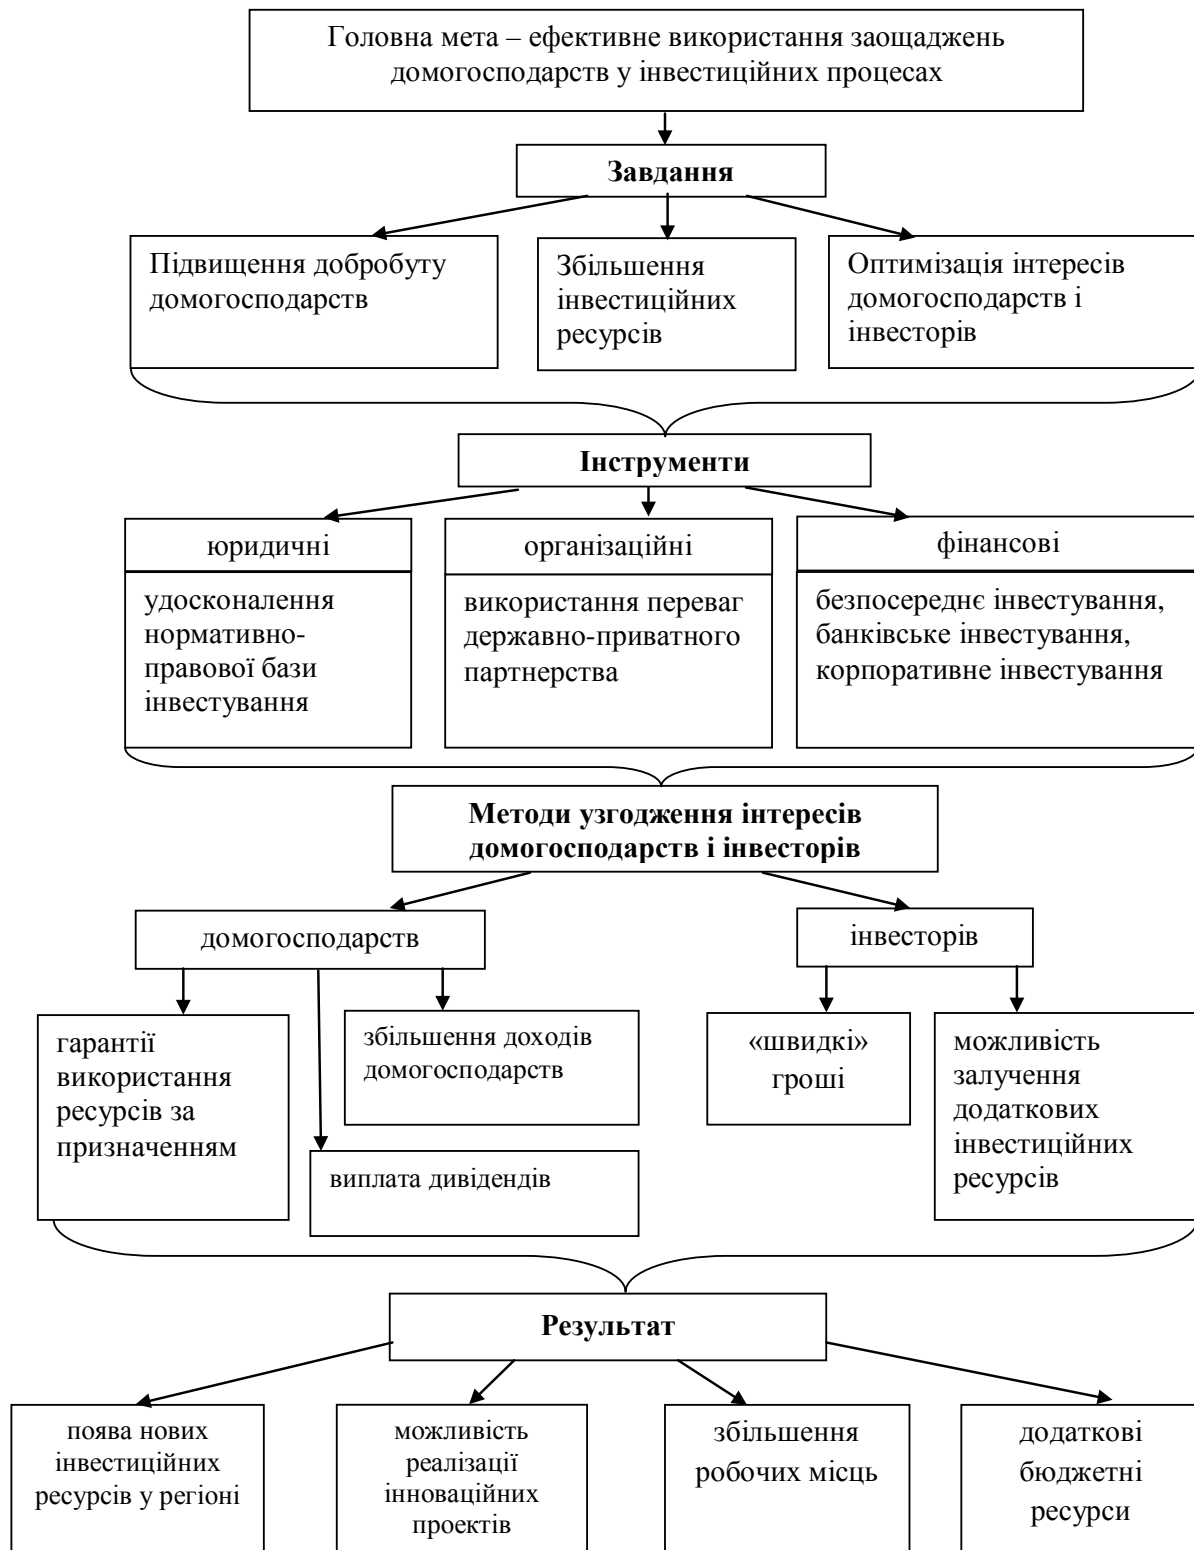 Головна мета – ефективне використання заощаджень
домогосподарств у інвестиційних процесах
Завдання
Підвищення добробуту
домогосподарств
Збільшення
інвестиційних
ресурсів
Оптимізація інтересів
домогосподарств і
інвесторів
Інструменти
юридичні
організаційні
фінансові
удосконалення
нормативно-
правової бази
інвестування
використання переваг
державно-приватного
партнерства
безпосереднє інвестування,
банківське інвестування,
корпоративне інвестування
Методи узгодження інтересів
домогосподарств і інвесторів
домогосподарств
інвесторів
гарантії
використання
ресурсів за
призначенням
збільшення доходів
домогосподарств
виплата дивідендів
«швидкі»
гроші
можливість
залучення
додаткових
інвестиційних
ресурсів
Результат
поява нових
інвестиційних
ресурсів у регіоні
можливість
реалізації
інноваційних
проектів
збільшення
робочих місць
додаткові
бюджетні
ресурси